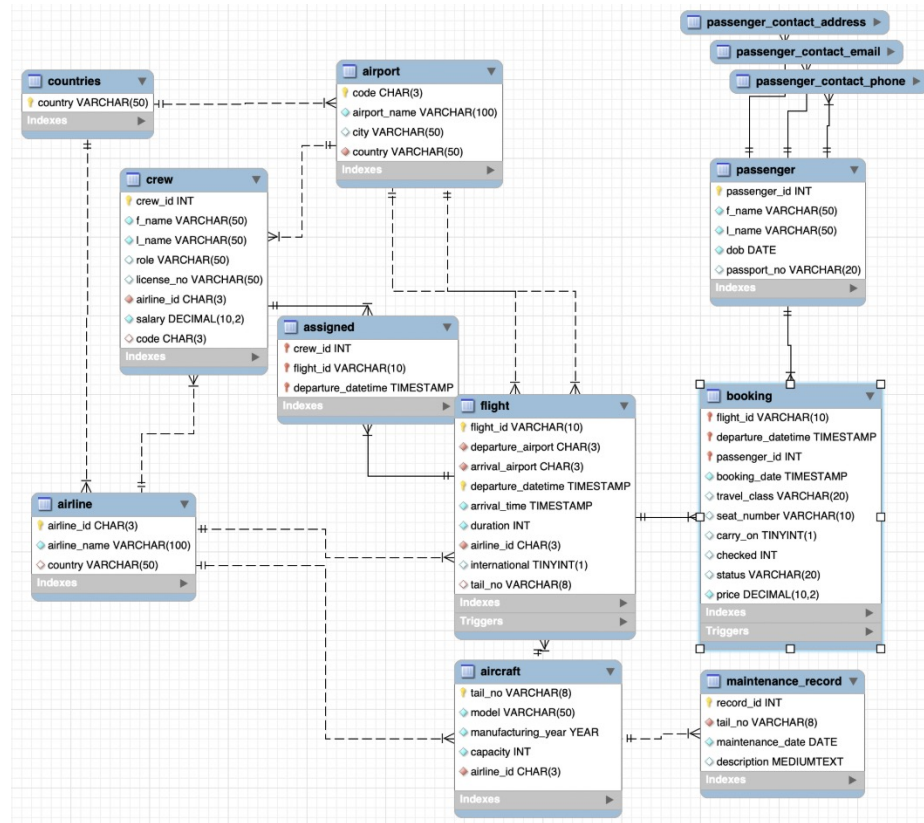 passenger_contact_address
passenger_contact_email
passenger_contact_phone
countries
country VARCHAR(50)
Indexes
airport
code CHAR(3)
airport_name VARCHAR(100)
city VARCHAR(50)
country VARCHAR(50)
Indexes
crew
crew_id INT
f_name VARCHAR(50)
l_name VARCHAR(50)
role VARCHAR(50)
license_no VARCHAR(50)
airline_id CHAR(3)
salary DECIMAL(10,2)
code CHAR(3)
Indexes
passenger
passenger_id INT
f_name VARCHAR(50)
l_name VARCHAR(50)
dob DATE
passport_no VARCHAR(20)
Indexes
assigned
crew_id INT
flight_id VARCHAR(10)
departure_datetime TIMESTAMP
Indexes
flight
flight_id VARCHAR(10)
departure_airport CHAR(3)
arrival_airport CHAR(3)
departure_datetime TIMESTAMP
arrival_time TIMESTAMP
duration INT
airline_id CHAR(3)
international TINYINT(1)
tail_no VARCHAR(8)
Indexes
Triggers
booking
flight_id VARCHAR(10)
departure_datetime TIMESTAMP
passenger_id INT
booking_date TIMESTAMP
travel_class VARCHAR(20)
seat_number VARCHAR(10)
carry_on TINYINT(1)
checked INT
status VARCHAR(20)
price DECIMAL(10,2)
Indexes
Triggers
airline
airline_id CHAR(3)
airline_name VARCHAR(100)
country VARCHAR(50)
Indexes
aircraft
tail_no VARCHAR(8)
model VARCHAR(50)
manufacturing_year YEAR
capacity INT
airline_id CHAR(3)
Indexes
maintenance_record
record_id INT
tail_no VARCHAR(8)
maintenance_date DATE
description MEDIUMTEXT
Indexes